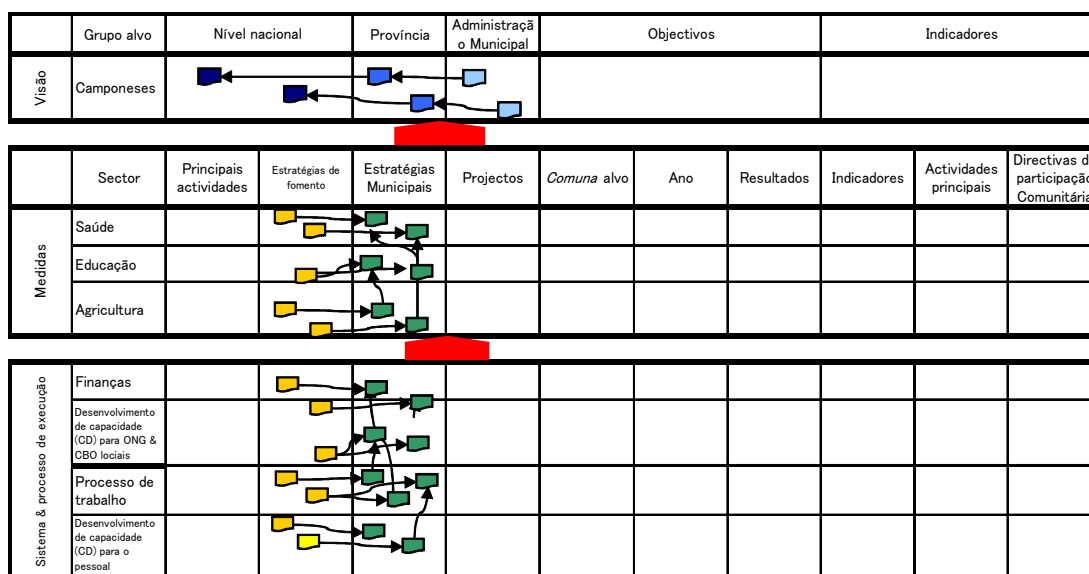 Grupo alvo
Nível nacional
Província
Administraçã
o Municipal
Objectivos
Indicadores
Visão
Camponeses
Sector
Principais
actividades
Estratégias de
fomento
Estratégias
Municipais
Projectos
Comuna alvo
Ano
Resultados
Indicadores
Actividades
principais
Directivas d
participaçã
Comunitária
Medidas
Saúde
Educação
Agricultura
Sistema & processo de execução
Finanças
Desenvolvimento
de capacidade
(CD) para ONG &
CBO lociais
Processo de
trabalho
Desenvolvimento
de capacidade
(CD) para o
pessoal